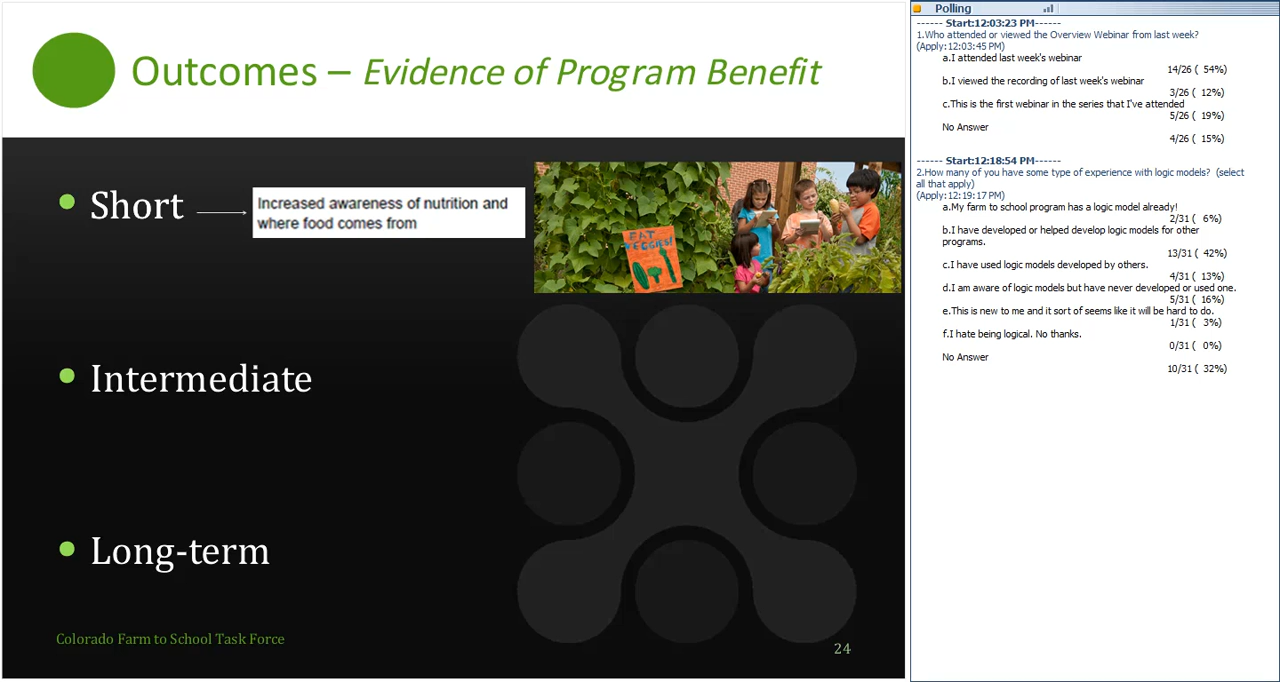 Outcomes – Evidence of Program Benefit
Short
Increased awareness of nutrition and
where food comes from
EAT
VEGGIES!
Intermediate
Long-term
Colorado Farm to School Task Force
24
Polling
------ Start:12:03:23 PM------
1.Who attended or viewed the Overview Webinar from last week?
(Apply:12:03:45 PM)
a.I attended last week's webinar
14/26 ( 54%)
b.I viewed the recording of last week's webinar
3/26 ( 12%)
c.This is the first webinar in the series that I've attended
5/26 ( 19%)
No Answer
4/26 ( 15%)
------ Start:12:18:54 PM------
2.How many of you have some type of experience with logic models? (select
all that apply)
(Apply:12:19:17 PM)
a.My farm to school program has a logic model already!
2/31 ( 6%)
b.I have developed or helped develop logic models for other
programs.
13/31 ( 42%)
c.I have used logic models developed by others.
4/31 ( 13%)
d.I am aware of logic models but have never developed or used one.
5/31 ( 16%)
e.This is new to me and it sort of seems like it will be hard to do.
1/31 ( 3%)
f.I hate being logical. No thanks.
0/31 ( 0%)
No Answer
10/31 ( 32%)